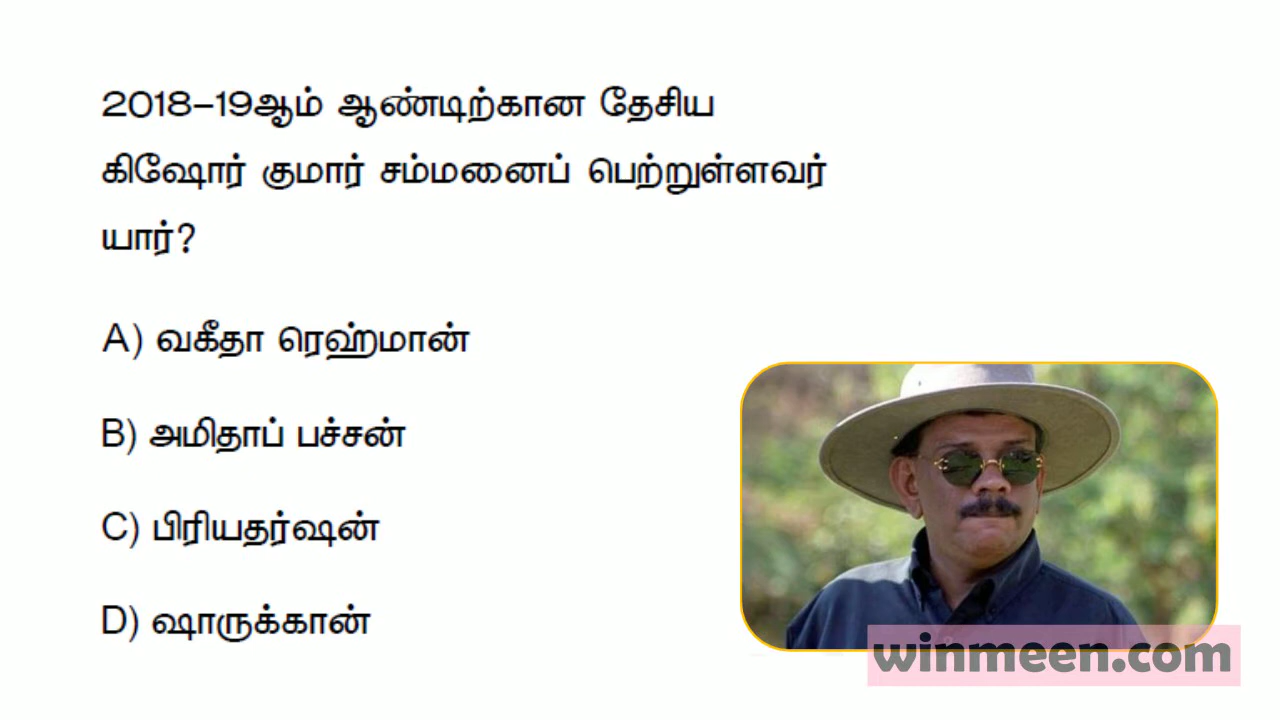 2018-19ஆம் ஆண்டிற்கான தேசிய
கிஷோர் குமார் சம்மனைப் பெற்றுள்ளவர்
யார்?
A) வகீதா ரெஹ்மான்
B) அமிதாப் பச்சன்
C) பிரியதர்ஷன்
D) ஷாருக்கான்
winmeen.com